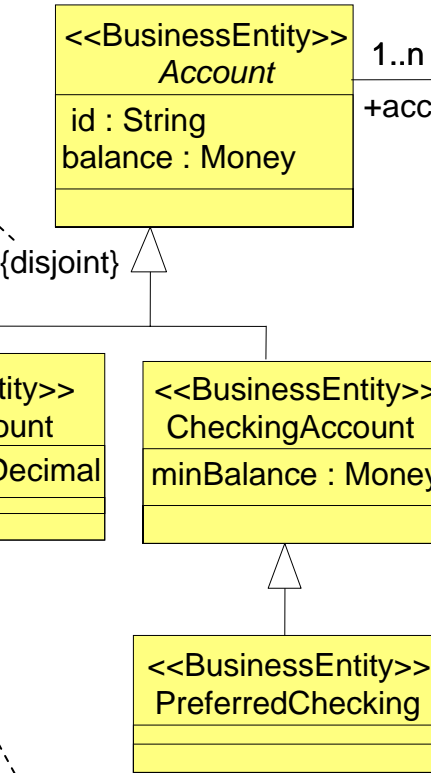 <<BusinessEntity>>
Account
1..n
+acc
id : String
balance : Money
{disjoint}
tity>>
ount
Decimal
<<BusinessEntity>>
CheckingAccount
minBalance : Money
<<BusinessEntity>>
PreferredChecking